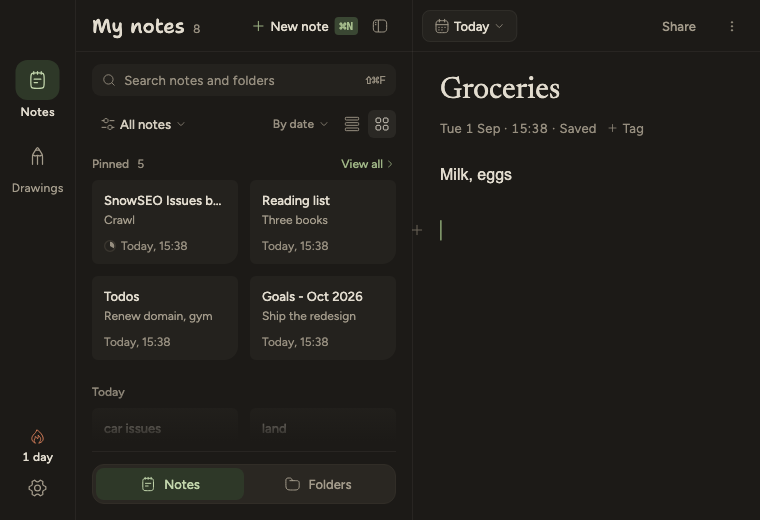 My notes 8
+ New note ⌘N
Today
Share
Search notes and folders ⇧⌘F
All notes
By date
Notes
Drawings
Pinned 5
View all
SnowSEO Issues b...
Crawl
Today, 15:38
Reading list
Three books
Today, 15:38
Todos
Renew domain, gym
Today, 15:38
Goals - Oct 2026
Ship the redesign
Today, 15:38
Today
car issues
land
1 day
Notes
Folders
Groceries
Tue 1 Sep · 15:38 · Saved + Tag
Milk, eggs